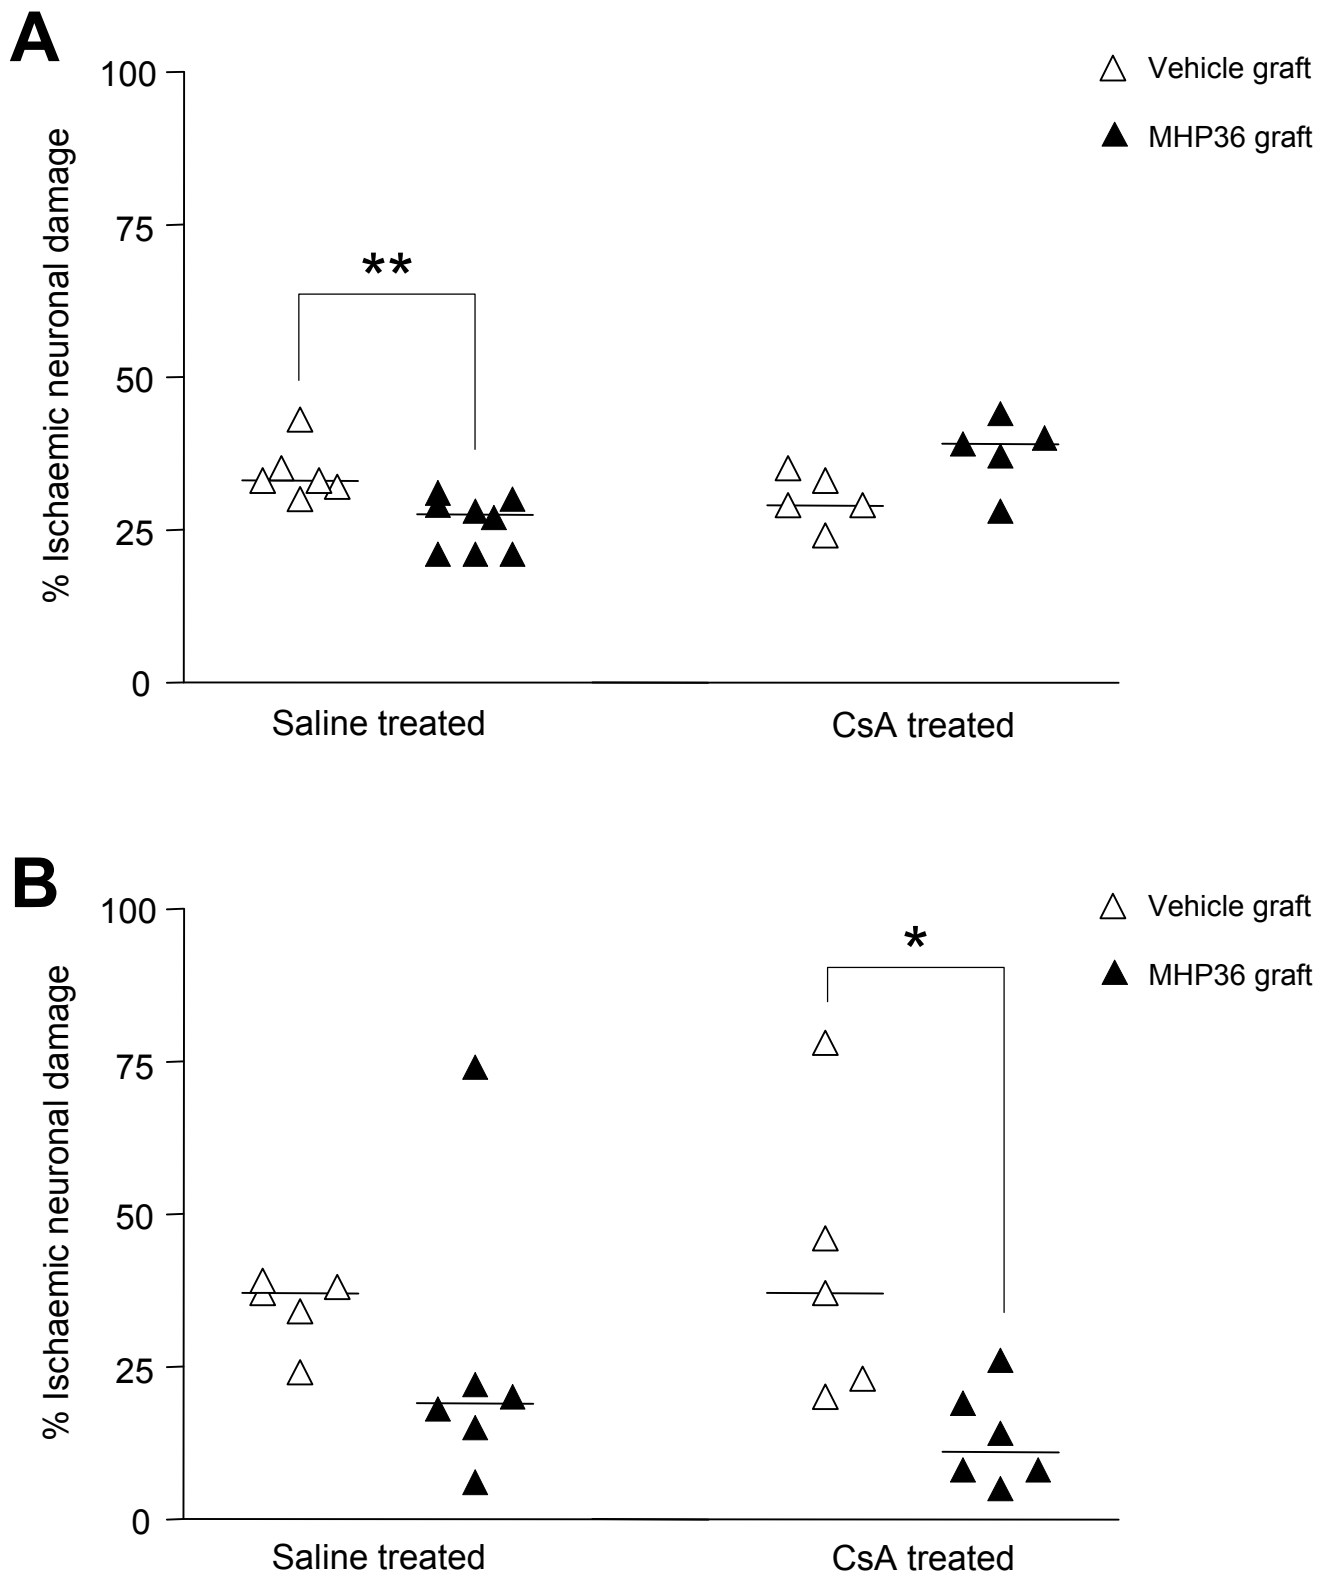 A
% Ischaemic neuronal damage
100
75
50
25
0
**
Saline treated
CsA treated
Vehicle graft
MHP36 graft
B
% Ischaemic neuronal damage
100
75
50
25
0
*
Saline treated
CsA treated
Vehicle graft
MHP36 graft